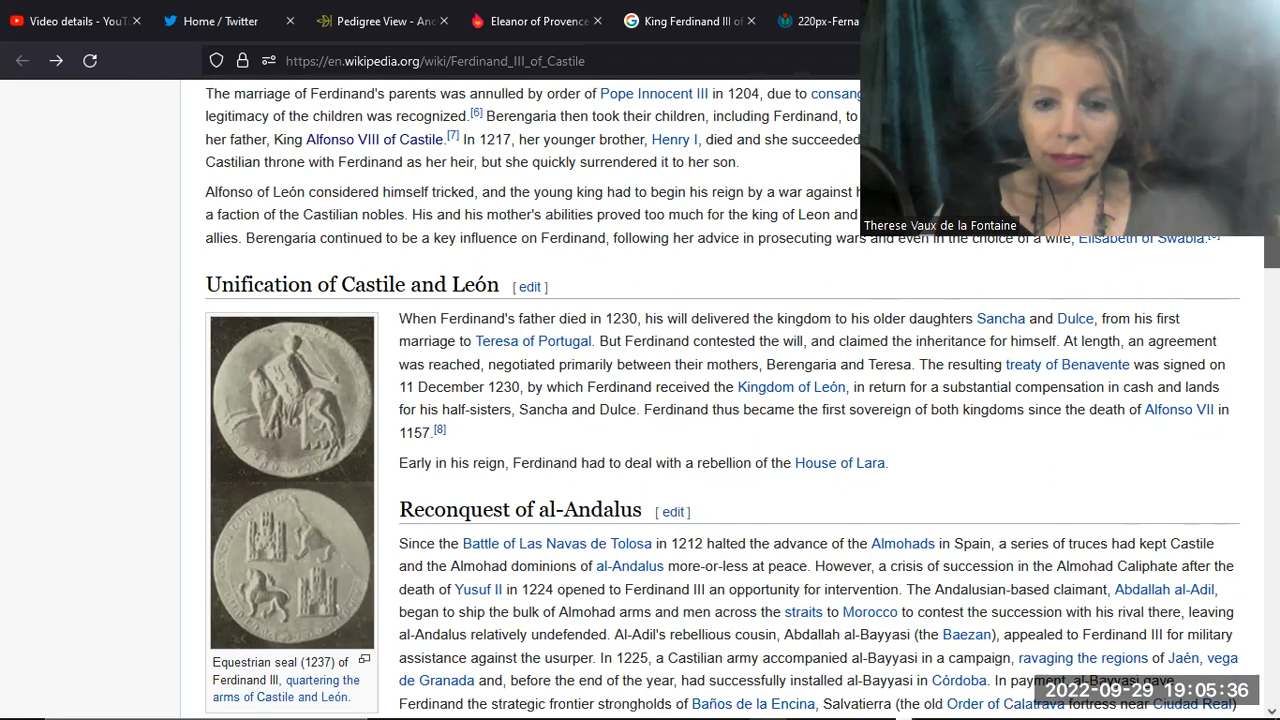 Video details - YouT
Home / Twitter
Pedigree View - Anc
Eleanor of Provence
King Ferdinand III of
220px-Ferna
https://en.wikipedia.org/wiki/Ferdinand_III_of_Castile
The marriage of Ferdinand's parents was annulled by order of Pope Innocent III in 1204, due to consang
legitimacy of the children was recognized.[6] Berengaria then took their children, including Ferdinand, to
her father, King Alfonso VIII of Castile.[7] In 1217, her younger brother, Henry I, died and she succeeded
Castilian throne with Ferdinand as her heir, but she quickly surrendered it to her son.
Alfonso of León considered himself tricked, and the young king had to begin his reign by a war against h
a faction of the Castilian nobles. His and his mother's abilities proved too much for the king of Leon and
allies. Berengaria continued to be a key influence on Ferdinand, following her advice in prosecuting wars and even in the choice of a wife, Elisabeth of Swabia.
Therese Vaux de la Fontaine
Unification of Castile and León [ edit ]
When Ferdinand's father died in 1230, his will delivered the kingdom to his older daughters Sancha and Dulce, from his first
marriage to Teresa of Portugal. But Ferdinand contested the will, and claimed the inheritance for himself. At length, an agreement
was reached, negotiated primarily between their mothers, Berengaria and Teresa. The resulting treaty of Benavente was signed on
11 December 1230, by which Ferdinand received the Kingdom of León, in return for a substantial compensation in cash and lands
for his half-sisters, Sancha and Dulce. Ferdinand thus became the first sovereign of both kingdoms since the death of Alfonso VII in
1157.[8]
Early in his reign, Ferdinand had to deal with a rebellion of the House of Lara.
Equestrian seal (1237) of
Ferdinand III, quartering the
arms of Castile and León.
Reconquest of al-Andalus [ edit ]
Since the Battle of Las Navas de Tolosa in 1212 halted the advance of the Almohads in Spain, a series of truces had kept Castile
and the Almohad dominions of al-Andalus more-or-less at peace. However, a crisis of succession in the Almohad Caliphate after the
death of Yusuf II in 1224 opened to Ferdinand III an opportunity for intervention. The Andalusian-based claimant, Abdallah al-Adil,
began to ship the bulk of Almohad arms and men across the straits to Morocco to contest the succession with his rival there, leaving
al-Andalus relatively undefended. Al-Adil's rebellious cousin, Abdallah al-Bayyasi (the Baezan), appealed to Ferdinand III for military
assistance against the usurper. In 1225, a Castilian army accompanied al-Bayyasi in a campaign, ravaging the regions of Jaén, vega
de Granada and, before the end of the year, had successfully installed al-Bayyasi in Córdoba. In payment, al-Bayyasi gave
Ferdinand the strategic frontier strongholds of Baños de la Encina, Salvatierra (the old Order of Calatrava fortress near Ciudad Real)
2022-09-29 19:05:36